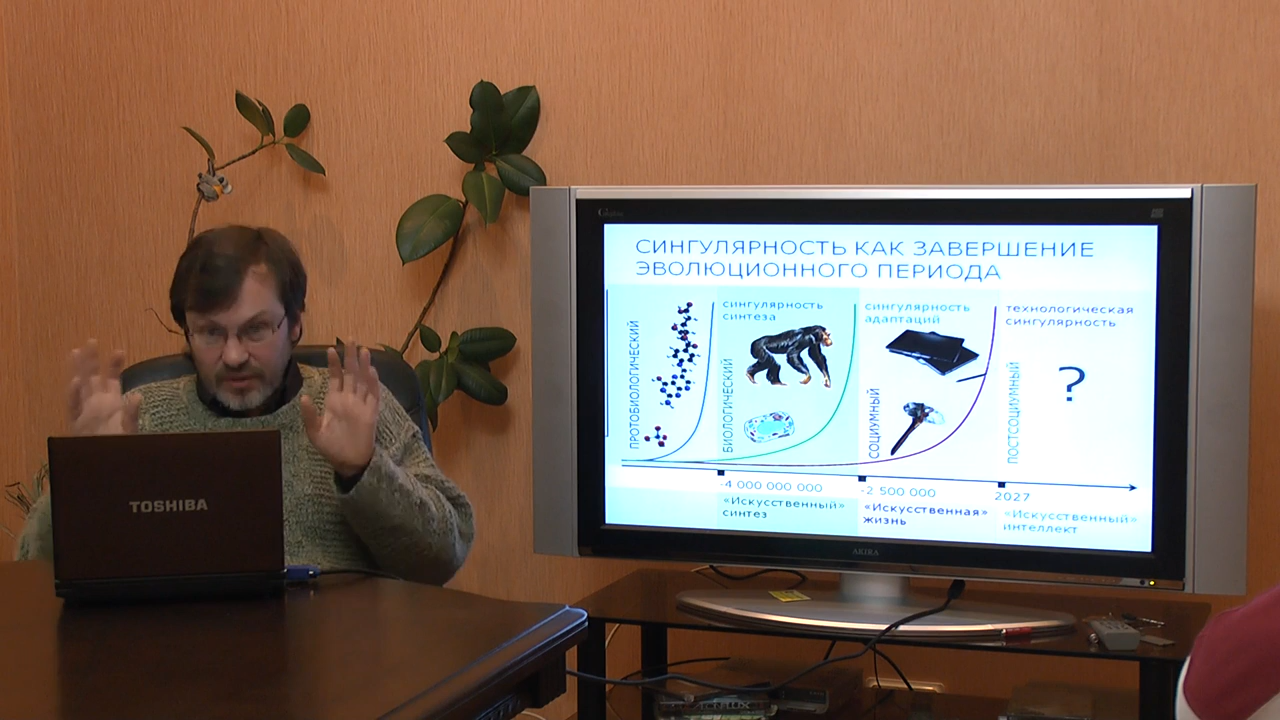 СИНГУЛЯРНОСТЬ КАК ЗАВЕРШЕНИЕ
ЭВОЛЮЦИОННОГО ПЕРИОДА
ПРОТОБИОЛОГИЧЕСКИЙ
сингулярность
синтеза
БИОЛОГИЧЕСКИЙ
сингулярность
адаптаций
СОЦИУМНЫЙ
технологическая
сингулярность
ПОСТСОЦИУМНЫЙ
?
-4 000 000 000
-2 500 000
2027
«Искусственный»
синтез
«Искусственная»
жизнь
«Искусственный»
интеллект
AKIRA
TOSHIBA